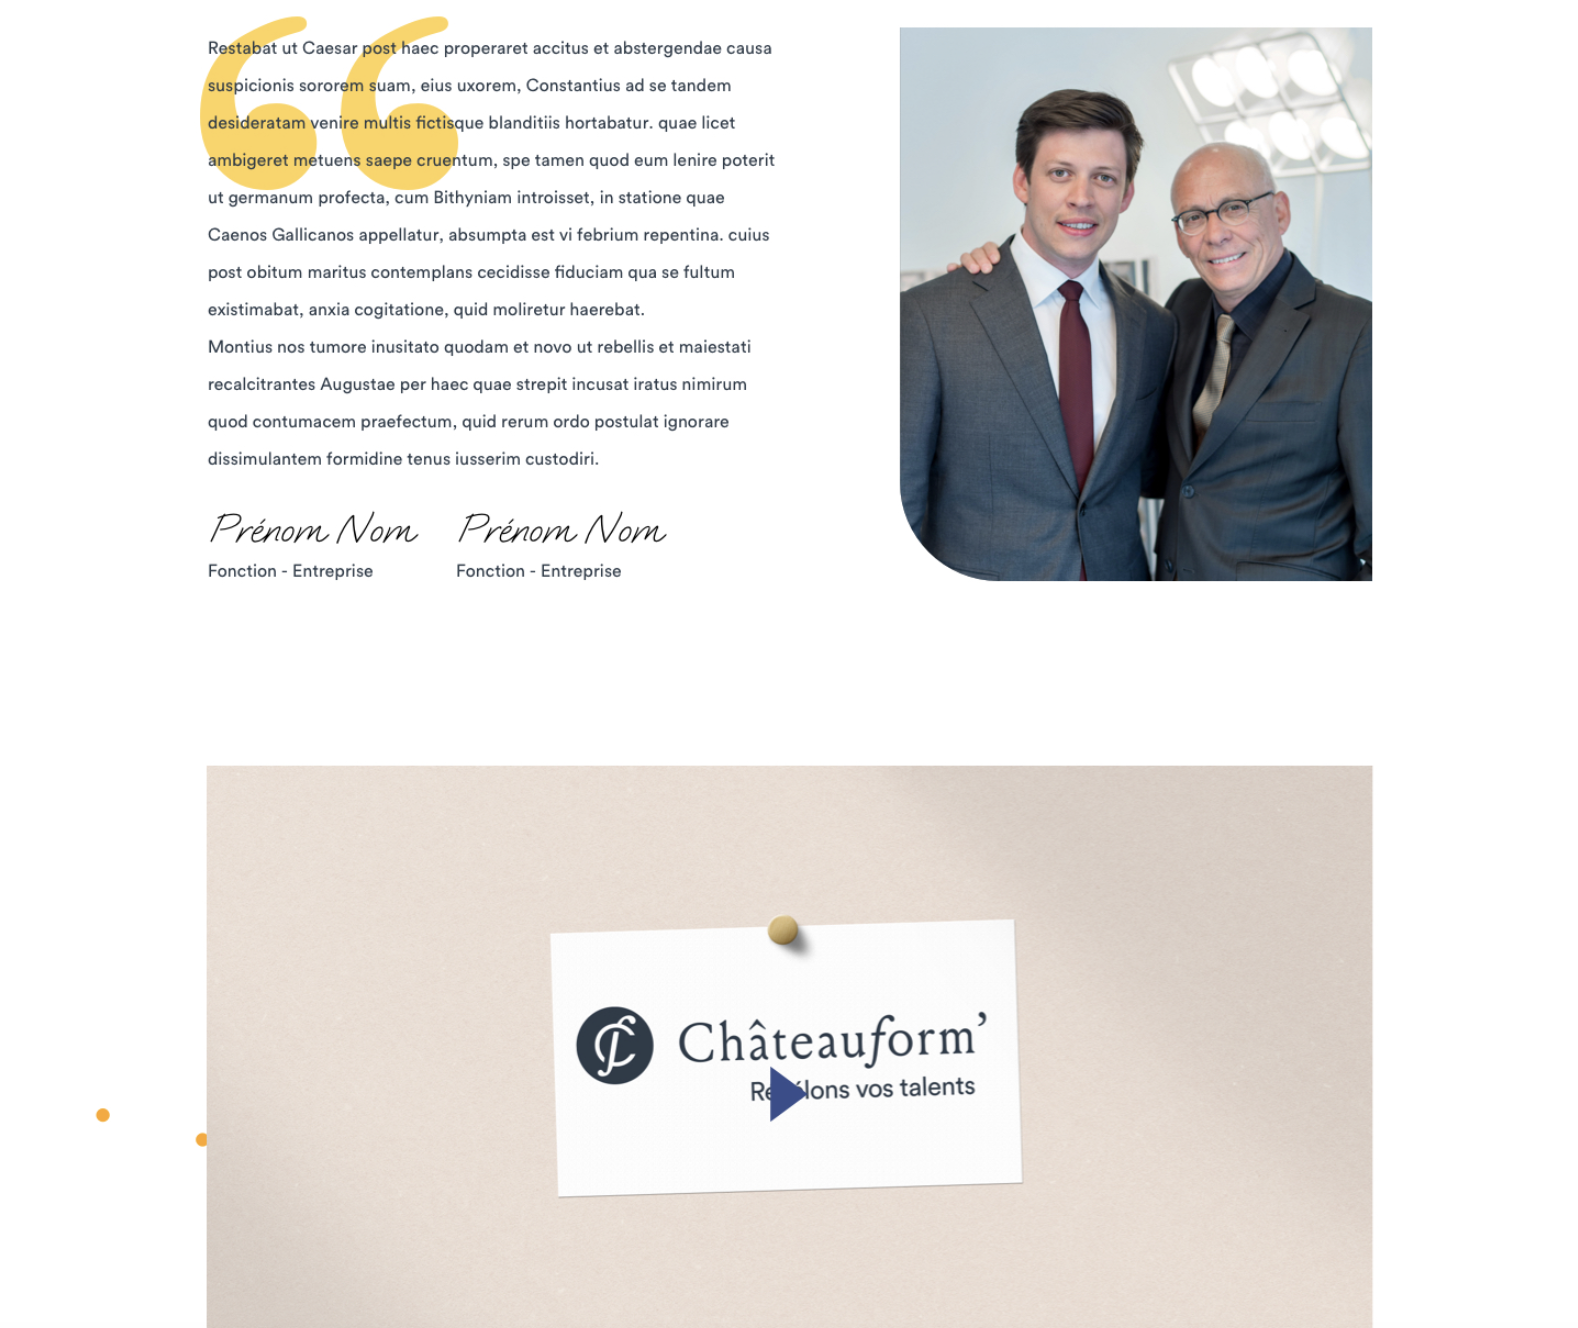 Restabat ut Caesar post haec properaret accitus et abstergendae causa
suspicionis sororem suam, eius uxorem, Constantius ad se tandem
desideratam venire multis fictisque blanditiis hortabatur. quae licet
ambigeret metuens saepe cruentum, spe tamen quod eum lenire poterit
ut germanum profecta, cum Bithyniam introisset, in statione quae
Caenos Gallicanos appellatur, absumpta est vi febrium repentina. cuius
post obitum maritus contemplans cecidisse fiduciam qua se fultum
existimabat, anxia cogitatione, quid moliretur haerebat.
Montius nos tumore inusitato quodam et novo ut rebellis et maiestati
recalcitrantes Augustae per haec quae strepit incusat iratus nimirum
quod contumacem praefectum, quid rerum ordo postulat ignorare
dissimulantem formidine tenus iusserim custodiri.
Prénom Nom Prénom Nom
Fonction - Entreprise Fonction - Entreprise
Châteauform’
vos talents